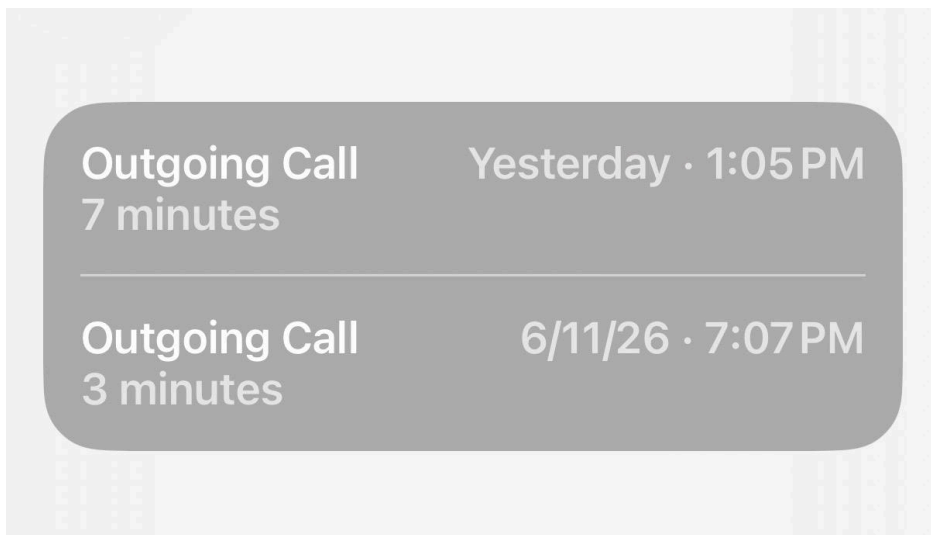 Outgoing Call Yesterday · 1:05 PM
7 minutes
Outgoing Call 6/11/26 · 7:07 PM
3 minutes